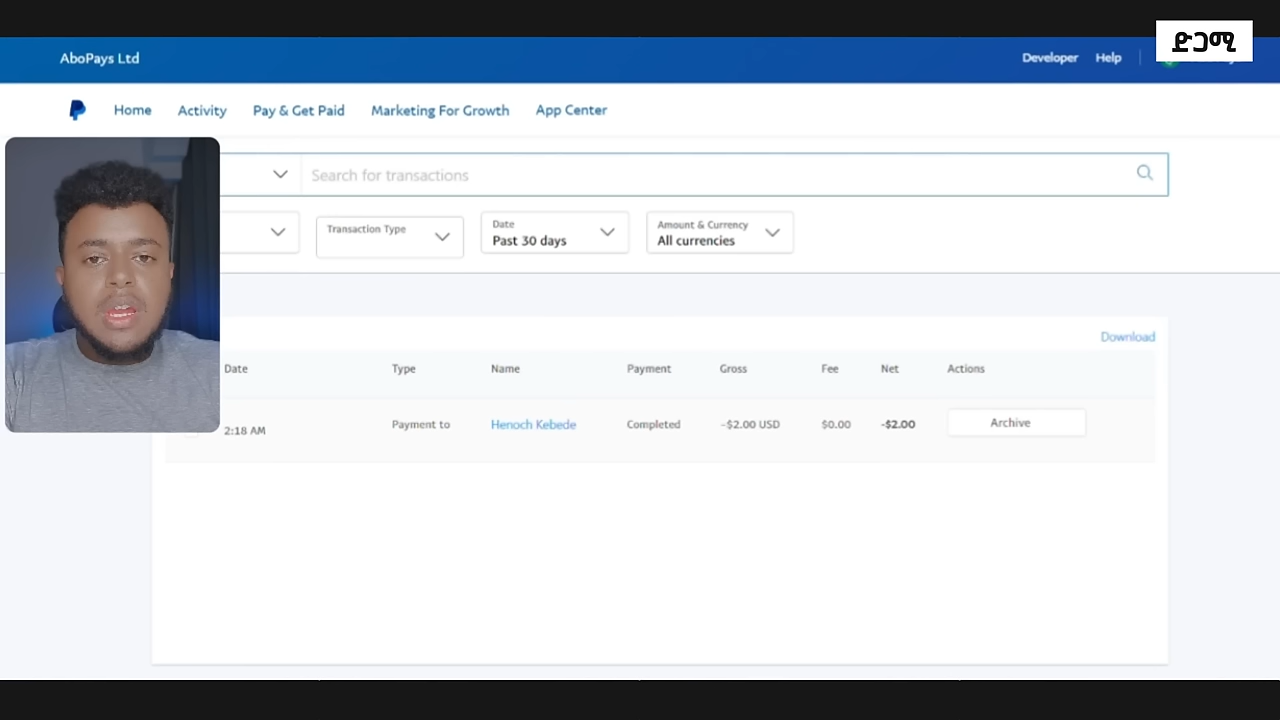 ድጋሚ
AboPays Ltd
Developer Help
Home Activity Pay & Get Paid Marketing For Growth App Center
Search for transactions
Transaction Type
Date
Past 30 days
Amount & Currency
All currencies
Download
Date Type Name Payment Gross Fee Net Actions
2:18 AM Payment to Henoch Kebede Completed -$2.00 USD $0.00 -$2.00 Archive